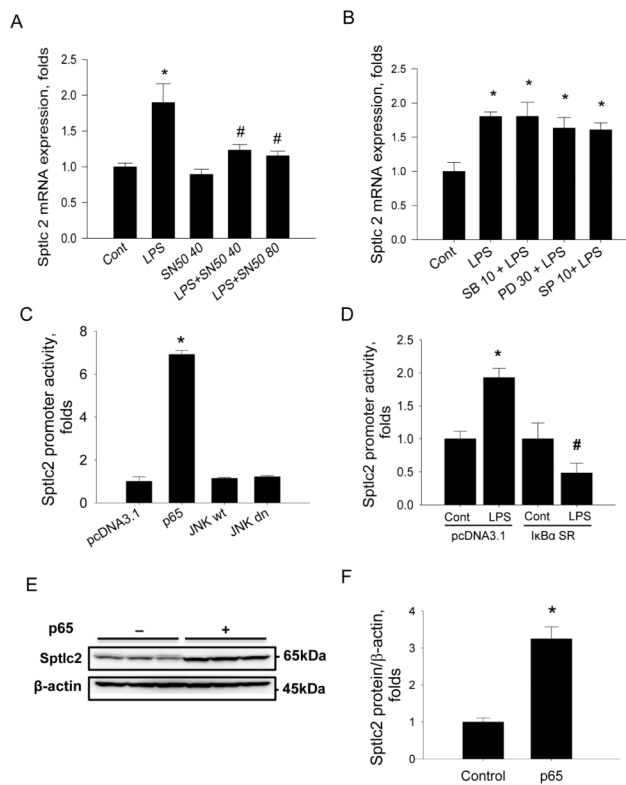 A
Sptlc 2 mRNA expression, folds
2.5
2.0
1.5
1.0
0.5
0.0
*
#
#
Cont
LPS
SN50 40
LPS+SN50 40
LPS+SN50 80
B
Sptlc 2 mRNA expression, folds
2.5
2.0
1.5
1.0
0.5
0.0
*
*
*
*
Cont
LPS
SB 10 + LPS
PD 30 + LPS
SP 10+ LPS
C
Sptlc2 promoter activity,
folds
8
6
4
2
0
*
pcDNA3.1
p65
JNK wt
JNK dn
D
Sptlc2 promoter activity,
folds
2.5
2.0
1.5
1.0
0.5
0.0
*
#
Cont LPS Cont LPS
pcDNA3.1 IκBα SR
E
p65 – +
Sptlc2 65kDa
β-actin 45kDa
F
Sptlc2 protein/β-actin,
folds
4
3
2
1
0
*
Control p65